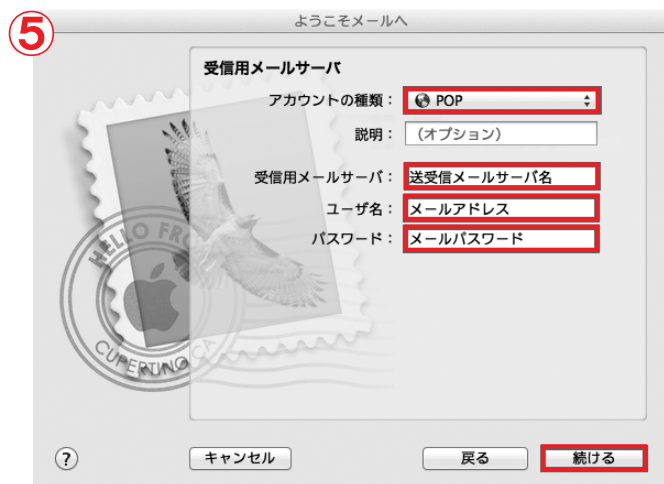 ⑤
ようこそメールへ
受信用メールサーバ
アカウントの種類： POP
説明： (オプション)
受信用メールサーバ： 送受信メールサーバ名
ユーザ名： メールアドレス
パスワード： メールパスワード
HELLO FRO
CUPERTINO CA
? キャンセル 戻る 続ける